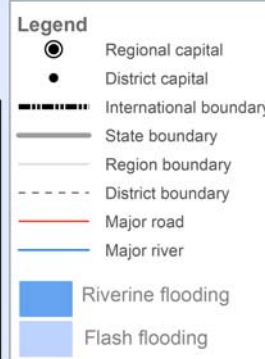 Legend
Regional capital
District capital
International boundary
State boundary
Region boundary
District boundary
Major road
Major river
Riverine flooding
Flash flooding